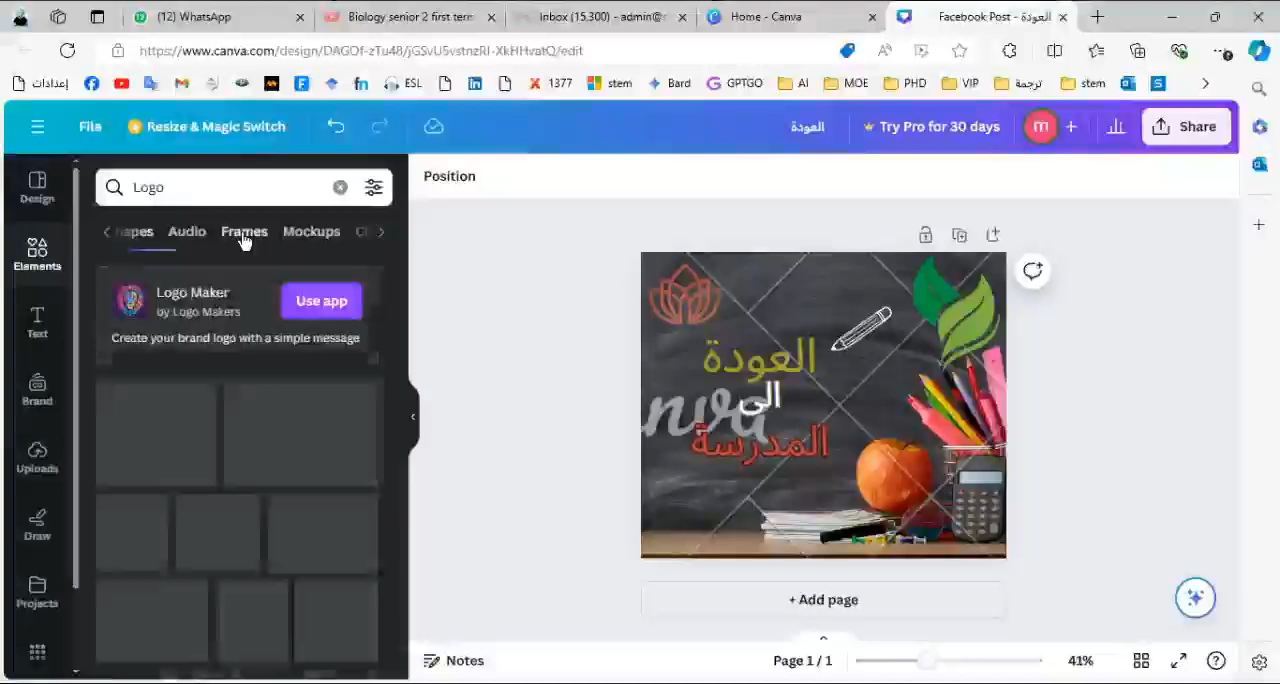 (12) WhatsApp
Biology senior 2 first tern
Inbox (15,300) - admin@
Home - Canva
Facebook Post - العودة
https://www.canva.com/design/DAGOf-zTu48/jGSvU5vstnzRI-XkHHvatQ/edit
إعدادات
ESL
1377
stem
Bard
GPTGO
AI
MOE
PHD
VIP
ترجمة
stem
File
Resize & Magic Switch
العودة
Try Pro for 30 days
m
Share
Design
Elements
Text
Brand
Uploads
Draw
Projects
Logo
apes
Audio
Frames
Mockups
Logo Maker
by Logo Makers
Use app
Create your brand logo with a simple message
Position
العودة
الى
المدرسة
+ Add page
Notes
Page 1 / 1
41%